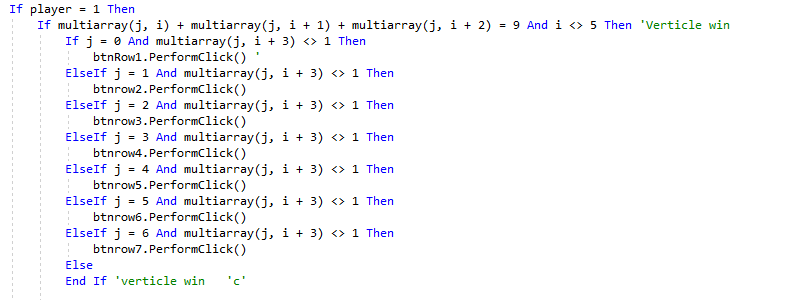 If player = 1 Then
If multiarray(j, i) + multiarray(j, i + 1) + multiarray(j, i + 2) = 9 And i <> 5 Then 'Verticle win
If j = 0 And multiarray(j, i + 3) <> 1 Then
btnRow1.PerformClick() '
ElseIf j = 1 And multiarray(j, i + 3) <> 1 Then
btnrow2.PerformClick()
ElseIf j = 2 And multiarray(j, i + 3) <> 1 Then
btnrow3.PerformClick()
ElseIf j = 3 And multiarray(j, i + 3) <> 1 Then
btnrow4.PerformClick()
ElseIf j = 4 And multiarray(j, i + 3) <> 1 Then
btnrow5.PerformClick()
ElseIf j = 5 And multiarray(j, i + 3) <> 1 Then
btnrow6.PerformClick()
ElseIf j = 6 And multiarray(j, i + 3) <> 1 Then
btnrow7.PerformClick()
Else
End If 'verticle win   'c'